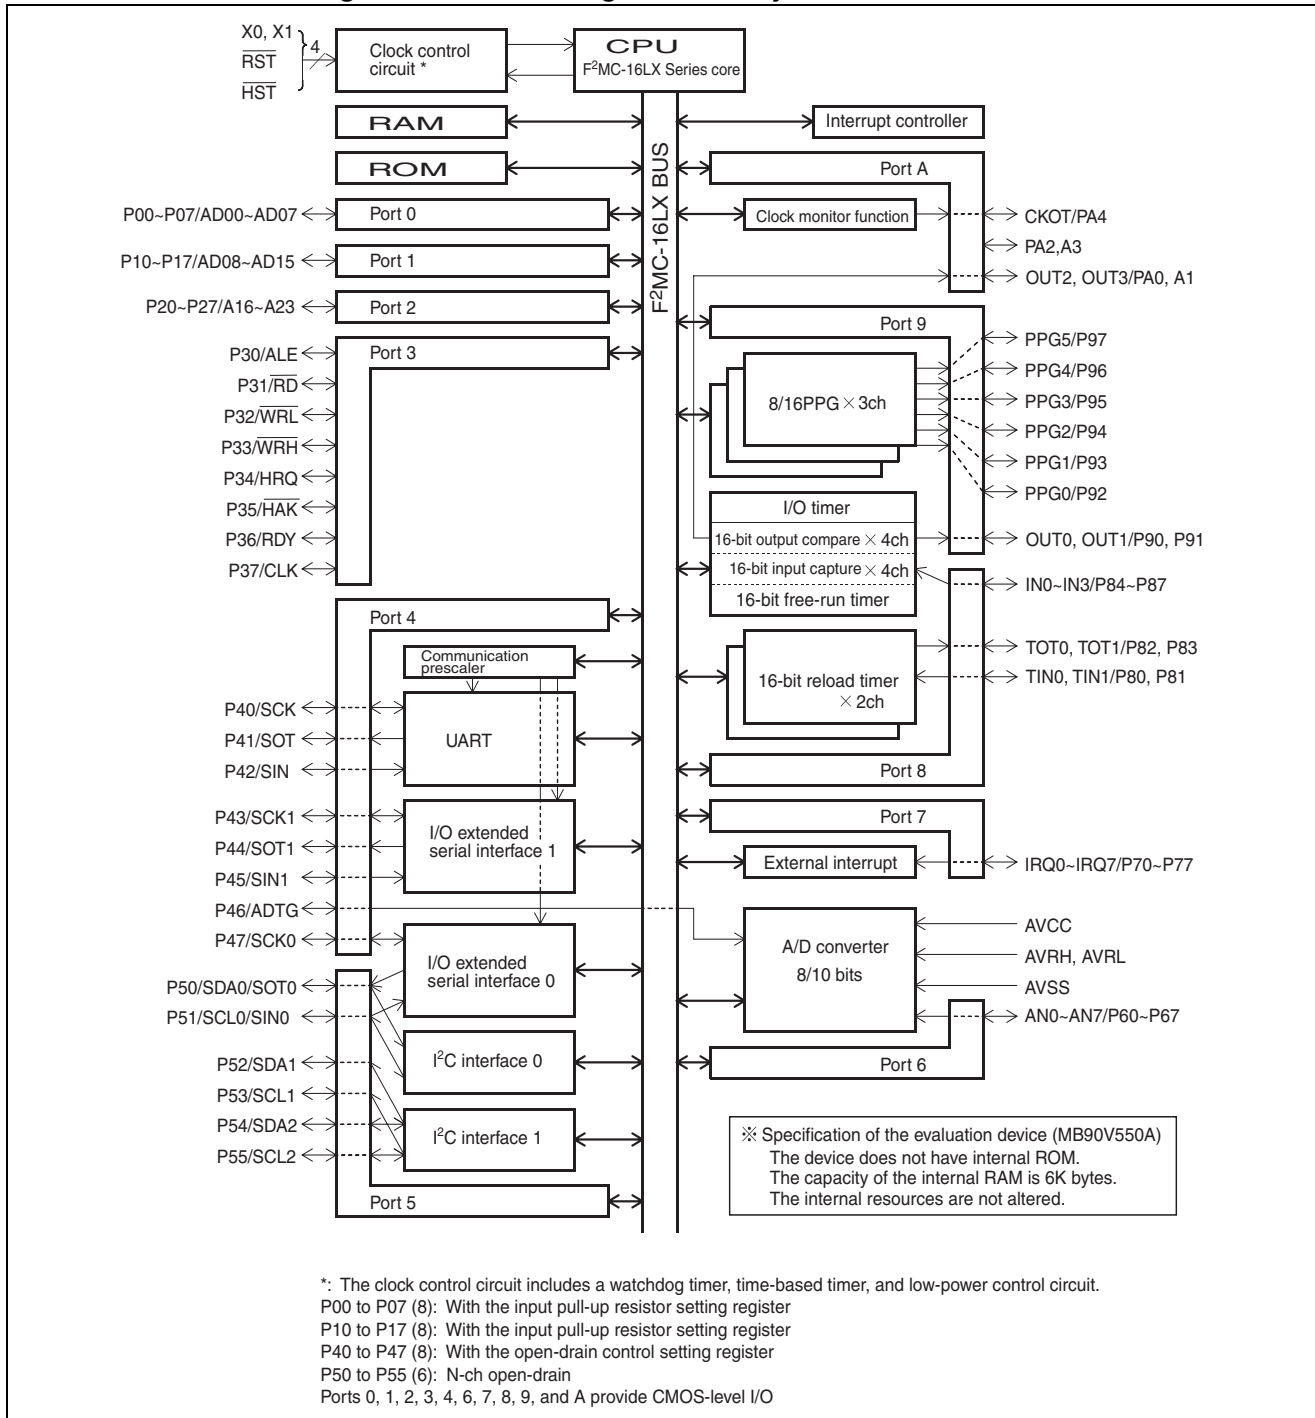 X0, X1
RST
HST
4
Clock control
circuit *
CPU
F²MC-16LX Series core
RAM
ROM
F²MC-16LX BUS
Interrupt controller
Port A
P00~P07/AD00~AD07
Port 0
Clock monitor function
CKOT/PA4
PA2,A3
P10~P17/AD08~AD15
Port 1
OUT2, OUT3/PA0, A1
P20~P27/A16~A23
Port 2
Port 3
P30/ALE
P31/RD
P32/WRL
P33/WRH
P34/HRQ
P35/HAK
P36/RDY
P37/CLK
Port 9
8/16PPG × 3ch
PPG5/P97
PPG4/P96
PPG3/P95
PPG2/P94
PPG1/P93
PPG0/P92
I/O timer
16-bit output compare × 4ch
16-bit input capture × 4ch
16-bit free-run timer
OUT0, OUT1/P90, P91
IN0~IN3/P84~P87
Port 4
Communication
prescaler
UART
P40/SCK
P41/SOT
P42/SIN
16-bit reload timer
× 2ch
TOT0, TOT1/P82, P83
TIN0, TIN1/P80, P81
Port 8
P43/SCK1
P44/SOT1
P45/SIN1
I/O extended
serial interface 1
Port 7
External interrupt
IRQ0~IRQ7/P70~P77
P46/ADTG
P47/SCK0
I/O extended
serial interface 0
A/D converter
8/10 bits
AVCC
AVRH, AVRL
AVSS
AN0~AN7/P60~P67
P50/SDA0/SOT0
P51/SCL0/SIN0
I²C interface 0
Port 6
P52/SDA1
P53/SCL1
P54/SDA2
P55/SCL2
I²C interface 1
Port 5
※ Specification of the evaluation device (MB90V550A)
The device does not have internal ROM.
The capacity of the internal RAM is 6K bytes.
The internal resources are not altered.
*: The clock control circuit includes a watchdog timer, time-based timer, and low-power control circuit.
P00 to P07 (8): With the input pull-up resistor setting register
P10 to P17 (8): With the input pull-up resistor setting register
P40 to P47 (8): With the open-drain control setting register
P50 to P55 (6): N-ch open-drain
Ports 0, 1, 2, 3, 4, 6, 7, 8, 9, and A provide CMOS-level I/O